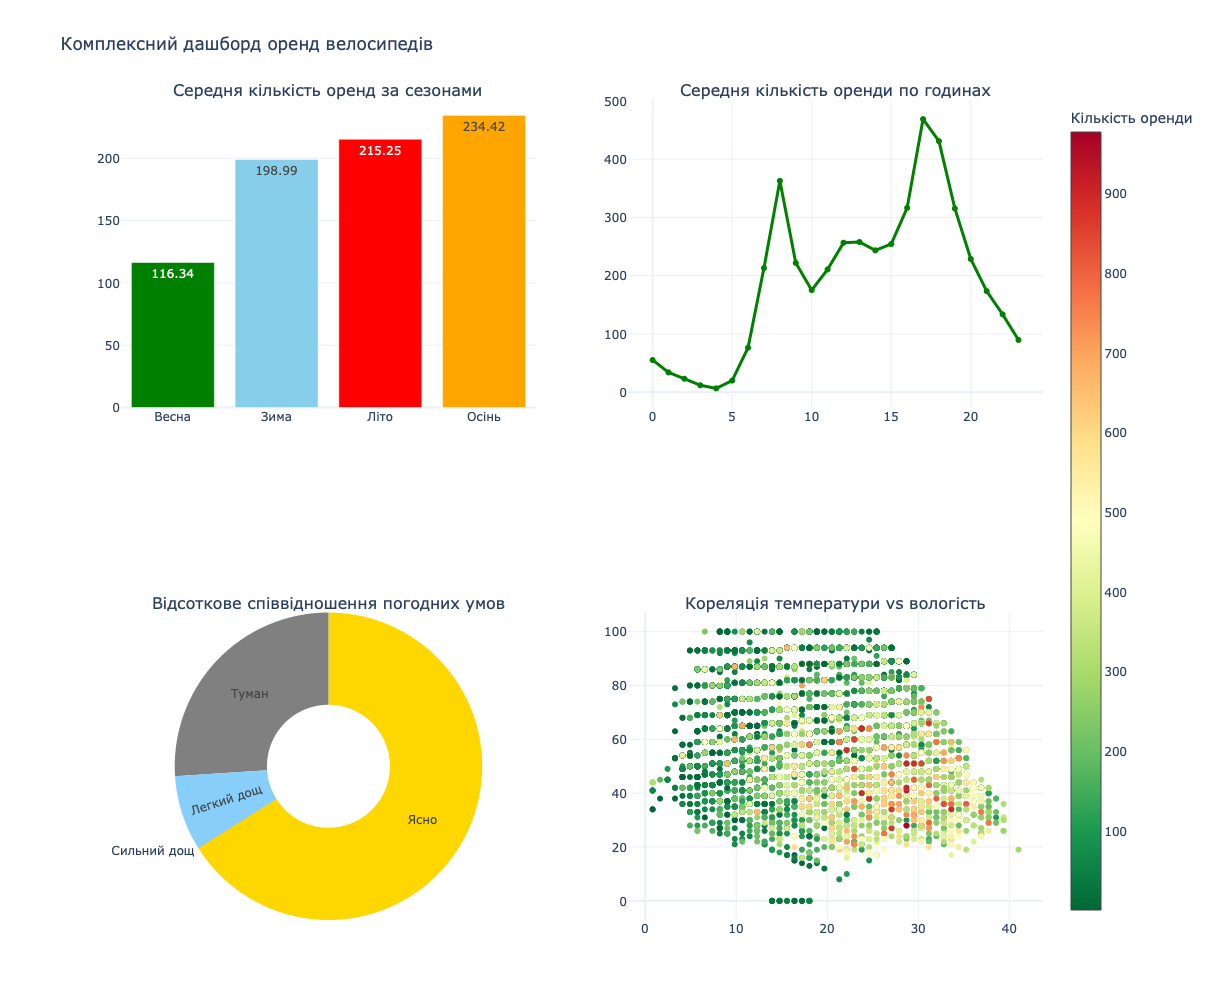 Комплексний дашборд оренд велосипедів
Середня кількість оренд за сезонами
234.42
215.25
198.99
116.34
200
150
100
50
0
Весна
Зима
Літо
Осінь
Середня кількість оренди по годинах
500
400
300
200
100
0
0
5
10
15
20
Кількість оренди
900
800
700
600
500
400
300
200
100
Відсоткове співвідношення погодних умов
Туман
Легкий дощ
Сильний дощ
Ясно
Кореляція температури vs вологість
100
80
60
40
20
0
0
10
20
30
40